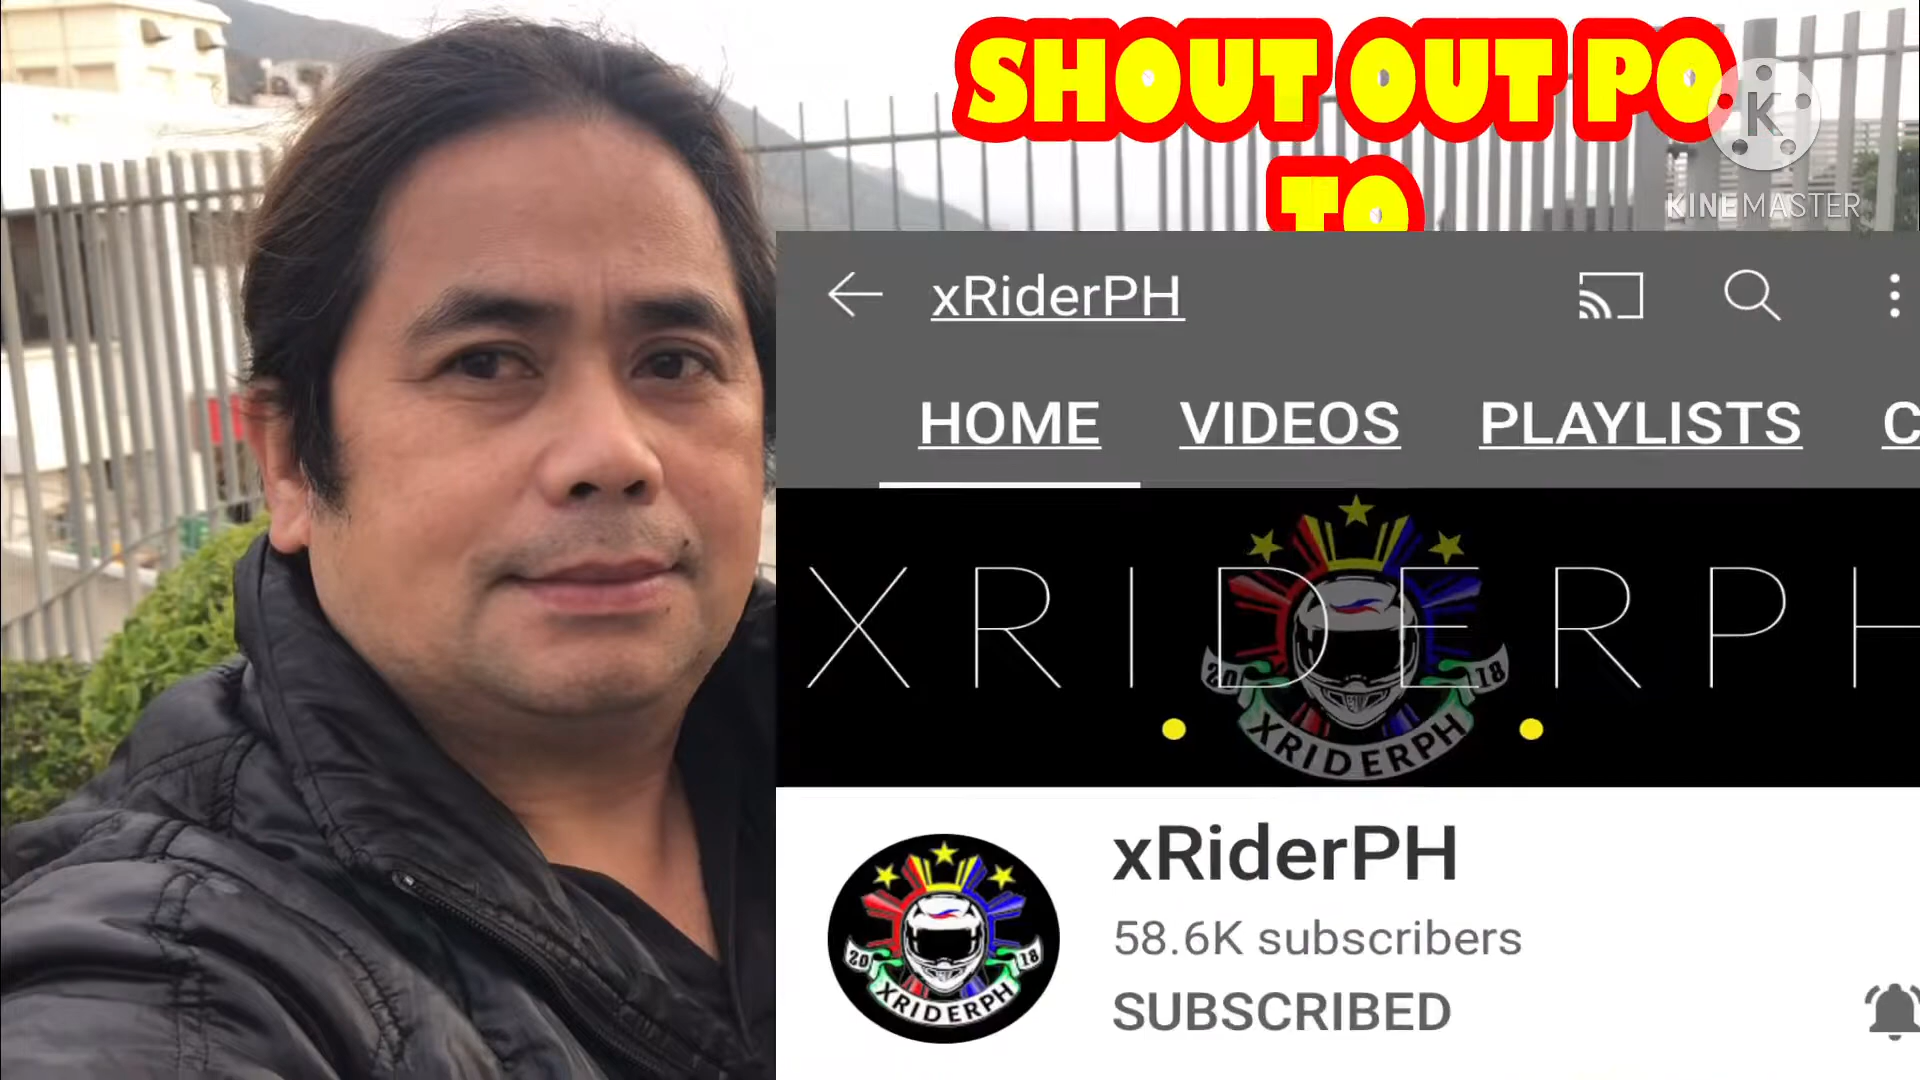 SHOUT OUT PO
TO
K
KINEMASTER
xRiderPH
HOME VIDEOS PLAYLISTS C
XRIDERPH
20 18
XRIDERPH
xRiderPH
58.6K subscribers
SUBSCRIBED
20 18
XRIDERPH